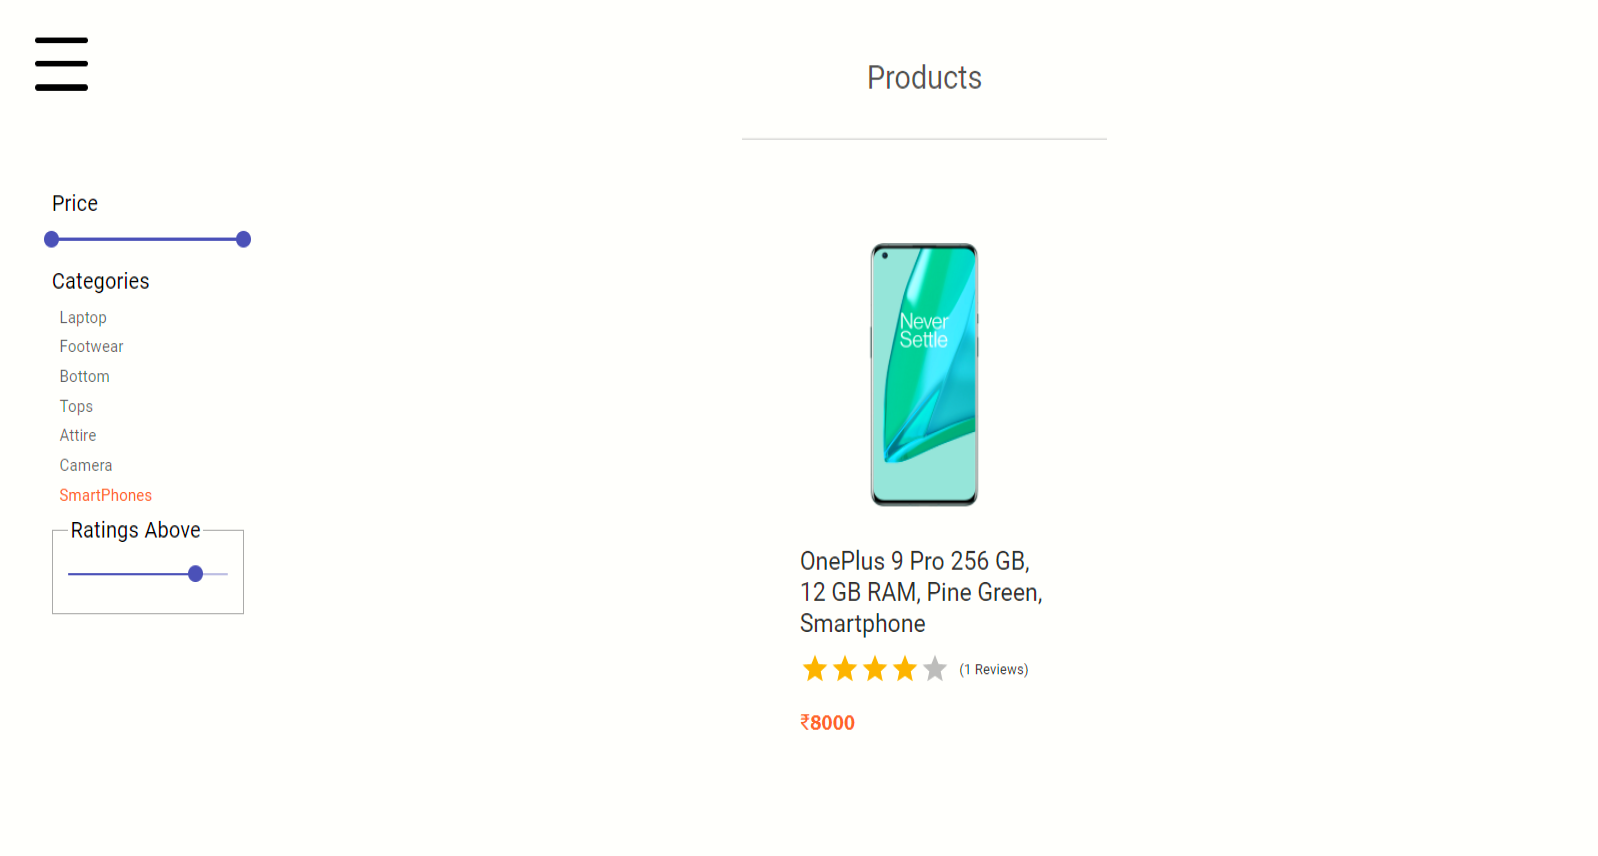 Products
Price
Categories
Laptop
Footwear
Bottom
Tops
Attire
Camera
SmartPhones
Ratings Above
Never
Settle
OnePlus 9 Pro 256 GB,
12 GB RAM, Pine Green,
Smartphone
(1 Reviews)
₹8000